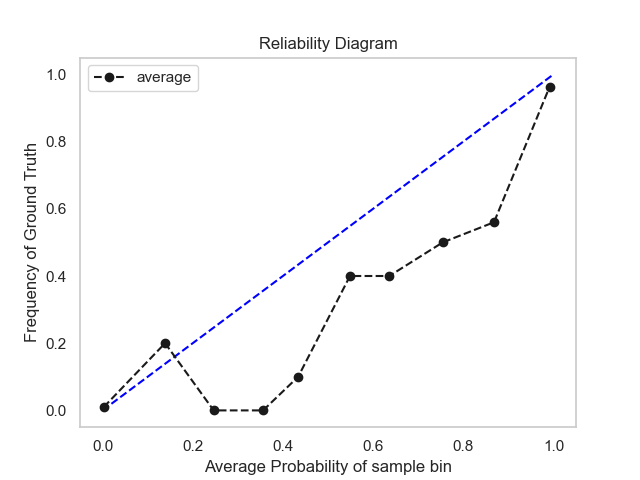 Reliability Diagram
average
Frequency of Ground Truth
1.0
0.8
0.6
0.4
0.2
0.0
0.0 0.2 0.4 0.6 0.8 1.0
Average Probability of sample bin